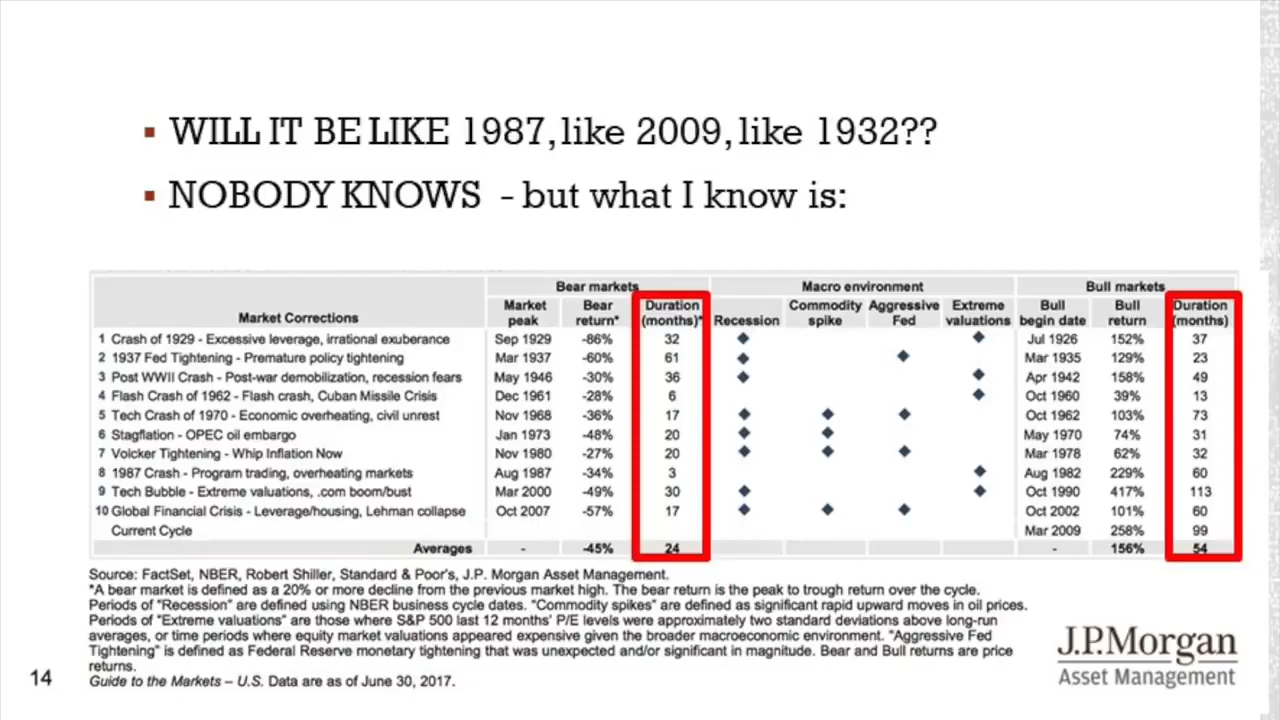 ▪ WILL IT BE LIKE 1987, like 2009, like 1932??
▪ NOBODY KNOWS - but what I know is:
Bear markets Macro environment Bull markets
Market Corrections Market peak Bear return* Duration (months)* Recession Commodity spike Aggressive Fed Extreme valuations Bull begin date Bull return Duration (months)
1 Crash of 1929 - Excessive leverage, irrational exuberance Sep 1929 -86% 32 ◆ ◆ Jul 1926 152% 37
2 1937 Fed Tightening - Premature policy tightening Mar 1937 -60% 61 ◆ ◆ Mar 1935 129% 23
3 Post WWII Crash - Post-war demobilization, recession fears May 1946 -30% 36 ◆ ◆ Apr 1942 158% 49
4 Flash Crash of 1962 - Flash crash, Cuban Missile Crisis Dec 1961 -28% 6 ◆ Oct 1960 39% 13
5 Tech Crash of 1970 - Economic overheating, civil unrest Nov 1968 -36% 17 ◆ ◆ ◆ Oct 1962 103% 73
6 Stagflation - OPEC oil embargo Jan 1973 -48% 20 ◆ ◆ May 1970 74% 31
7 Volcker Tightening - Whip Inflation Now Nov 1980 -27% 20 ◆ ◆ ◆ Mar 1978 62% 32
8 1987 Crash - Program trading, overheating markets Aug 1987 -34% 3 ◆ Aug 1982 229% 60
9 Tech Bubble - Extreme valuations, .com boom/bust Mar 2000 -49% 30 ◆ ◆ Oct 1990 417% 113
10 Global Financial Crisis - Leverage/housing, Lehman collapse Oct 2007 -57% 17 ◆ ◆ ◆ Oct 2002 101% 60
Current Cycle Mar 2009 258% 99
Averages - -45% 24 - 156% 54
Source: FactSet, NBER, Robert Shiller, Standard & Poor's, J.P. Morgan Asset Management.
*A bear market is defined as a 20% or more decline from the previous market high. The bear return is the peak to trough return over the cycle.
Periods of "Recession" are defined using NBER business cycle dates. "Commodity spikes" are defined as significant rapid upward moves in oil prices.
Periods of "Extreme valuations" are those where S&P 500 last 12 months' P/E levels were approximately two standard deviations above long-run
averages, or time periods where equity market valuations appeared expensive given the broader macroeconomic environment. "Aggressive Fed
Tightening" is defined as Federal Reserve monetary tightening that was unexpected and/or significant in magnitude. Bear and Bull returns are price
returns.
Guide to the Markets – U.S. Data are as of June 30, 2017.
J.P.Morgan
Asset Management
14